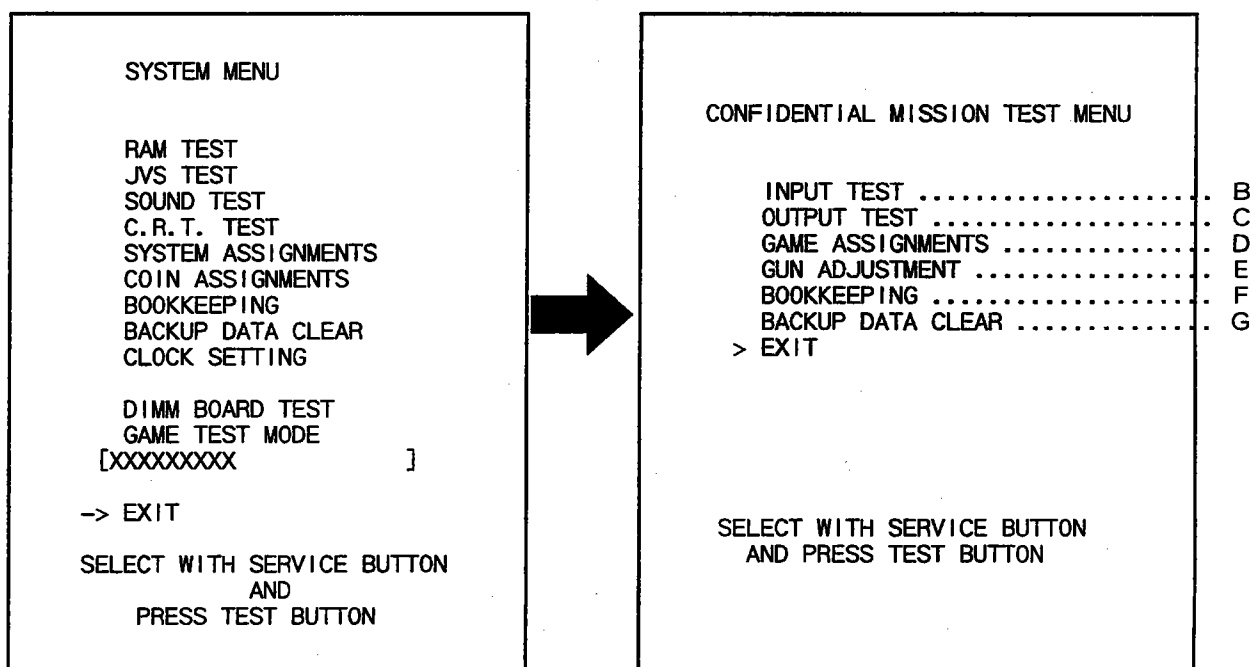 SYSTEM MENU
RAM TEST
JVS TEST
SOUND TEST
C.R.T. TEST
SYSTEM ASSIGNMENTS
COIN ASSIGNMENTS
BOOKKEEPING
BACKUP DATA CLEAR
CLOCK SETTING
DIMM BOARD TEST
GAME TEST MODE
[XXXXXXXXX ]
-> EXIT
SELECT WITH SERVICE BUTTON
AND
PRESS TEST BUTTON
CONFIDENTIAL MISSION TEST MENU
INPUT TEST ..................... B
OUTPUT TEST .................... C
GAME ASSIGNMENTS ............... D
GUN ADJUSTMENT ................. E
BOOKKEEPING .................... F
BACKUP DATA CLEAR .............. G
> EXIT
SELECT WITH SERVICE BUTTON
AND PRESS TEST BUTTON